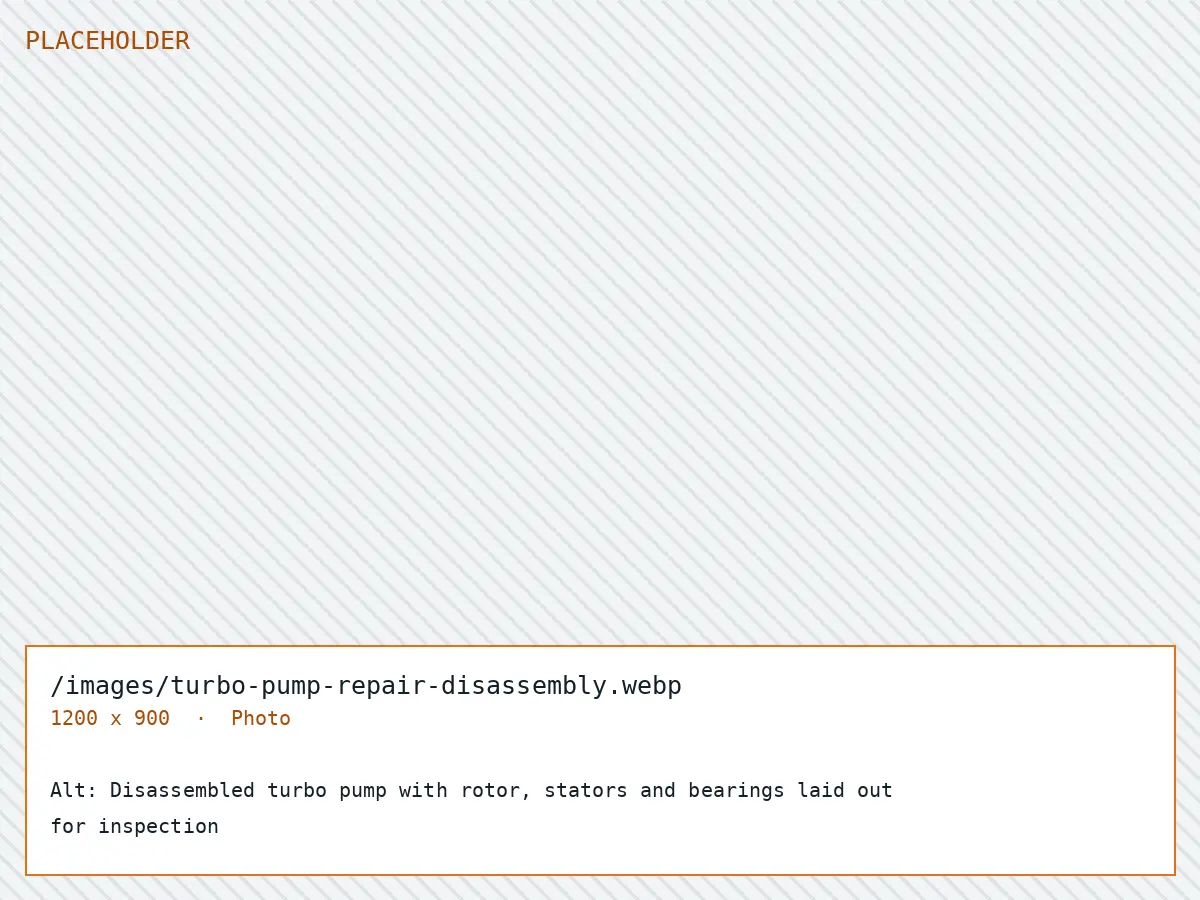 PLACEHOLDER
/images/turbo-pump-repair-disassembly.webp
1200 x 900 · Photo
Alt: Disassembled turbo pump with rotor, stators and bearings laid out
for inspection